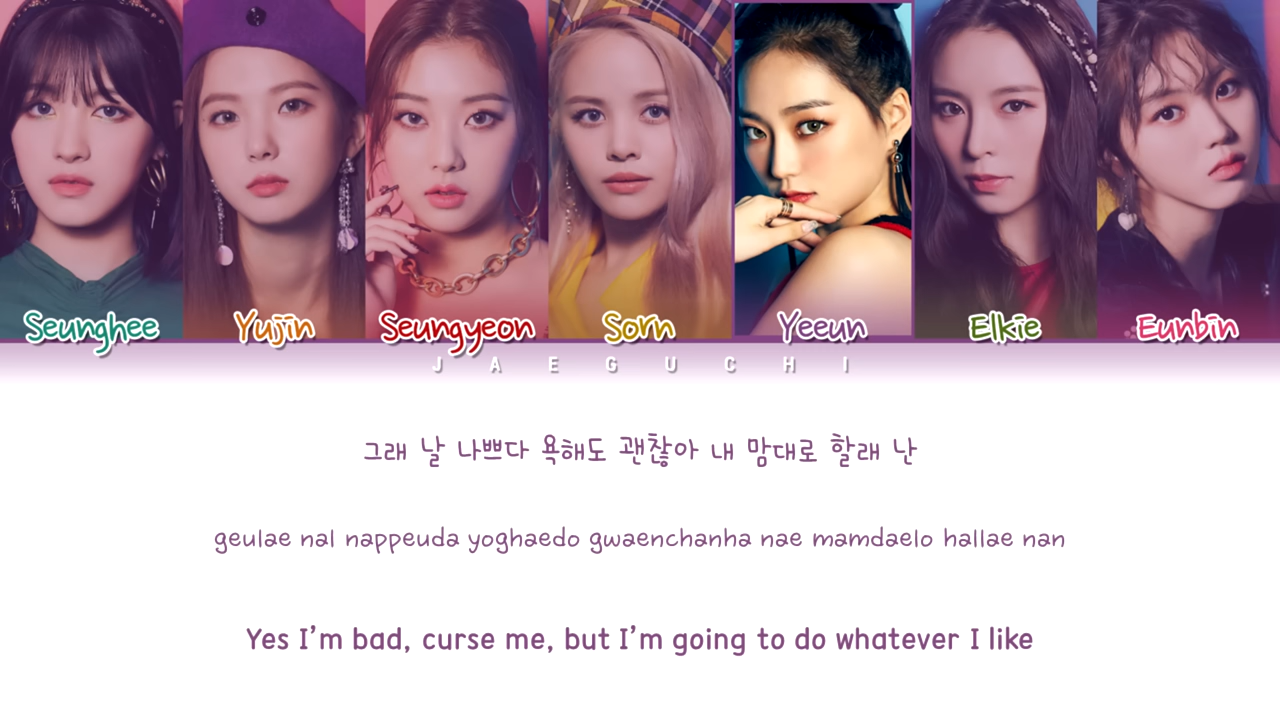 Seunghee Yujin Seungyeon Sorn Yeeun Elkie Eunbin
JAEGUCHI
그래 날 나쁘다 욕해도 괜찮아 내 맘대로 할래 난
geulae nal nappeuda yoghaedo gwaenchanha nae mamdaelo hallae nan
Yes I'm bad, curse me, but I'm going to do whatever I like